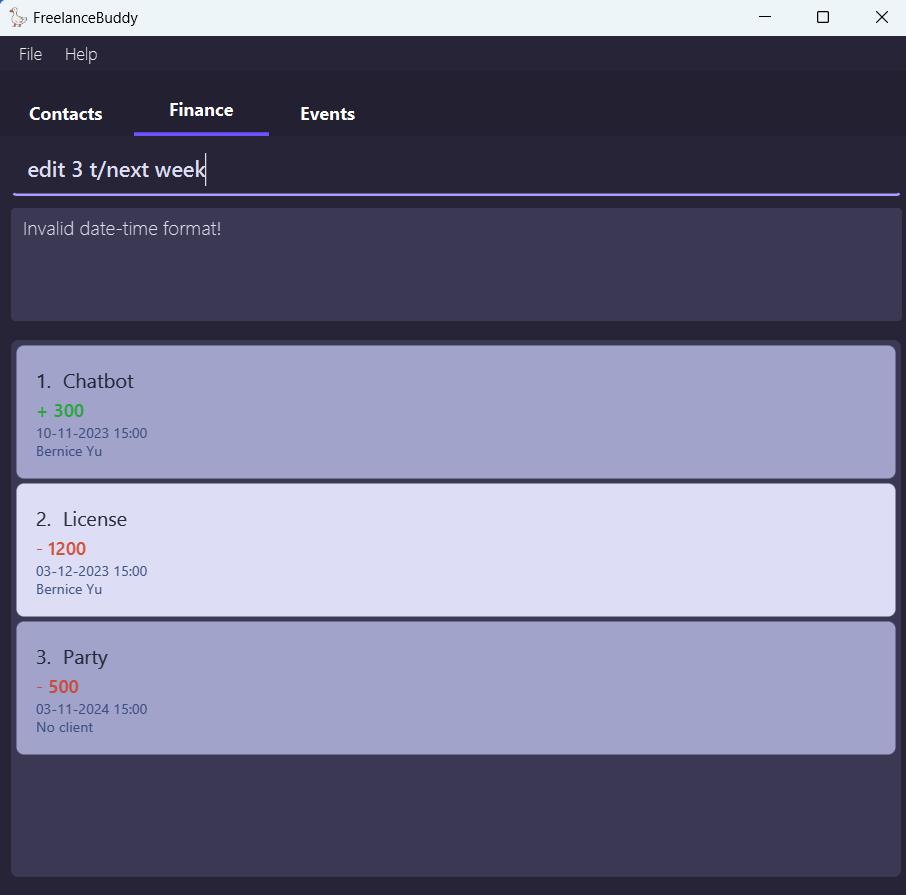 FreelanceBuddy
File Help
Contacts Finance Events
edit 3 t/next week
Invalid date-time format!
1. Chatbot
+ 300
10-11-2023 15:00
Bernice Yu
2. License
- 1200
03-12-2023 15:00
Bernice Yu
3. Party
- 500
03-11-2024 15:00
No client